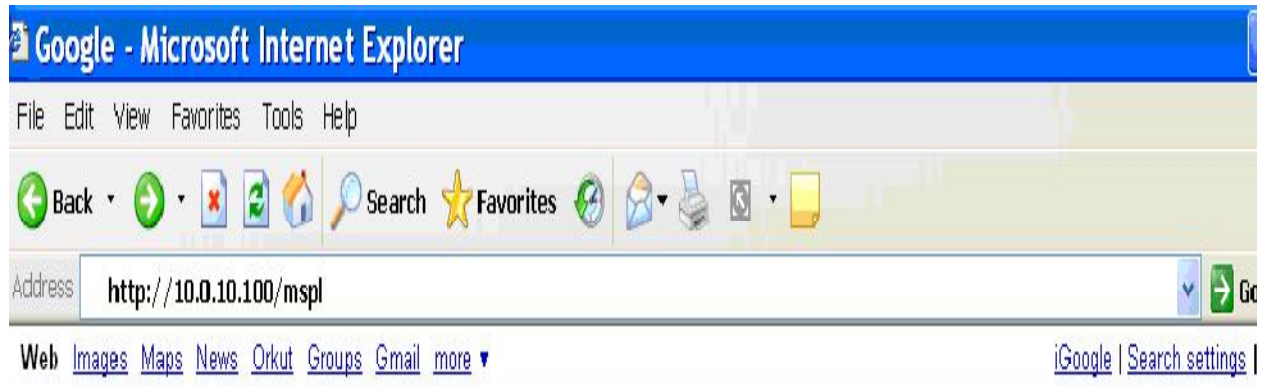 Google - Microsoft Internet Explorer
File Edit View Favorites Tools Help
Back Search Favorites
Address http://10.0.10.100/mspl Go
Web Images Maps News Orkut Groups Gmail more ▼ iGoogle | Search settings |